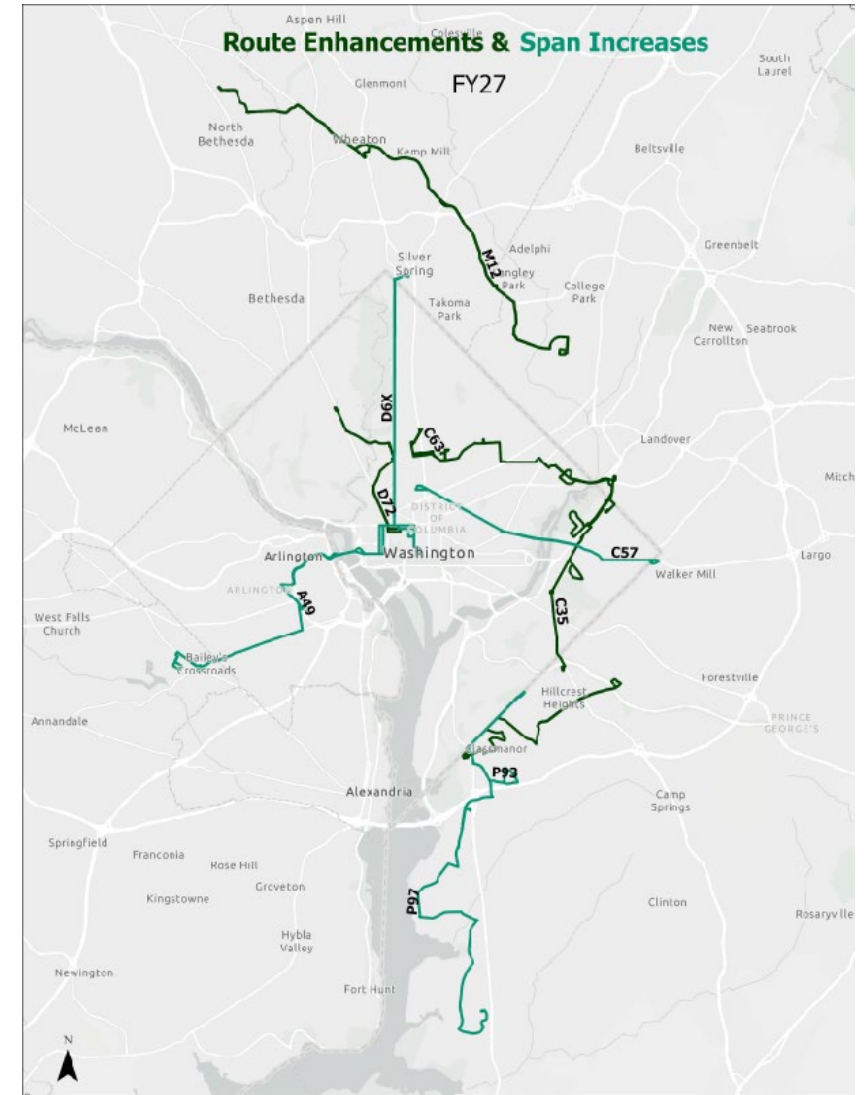 Aspen Hill
Colesville
Route Enhancements & Span Increases
South
Laurel
FY27
Glenmont
North
Bethesda
Wheaton
Kemp Mill
Beltsville
Adelphi
Greenbelt
Silver
Spring
M12
Langley
Park
College
Park
Bethesda
Takoma
Park
New
Carrollton
Seabrook
D6X
McLean
C63
Landover
Mitch
D72
DISTRICT
OF
COLUMBIA
Arlington
Washington
C57
Largo
Walker Mill
ARLINGTON
A49
C35
West Falls
Church
Bailey's
Crossroads
Forestville
Hillcrest
Heights
Annandale
PRINCE
GEORGE'S
Glassmanor
P93
Alexandria
Camp
Springs
Springfield
Franconia
Rose Hill
Groveton
Kingstowne
P97
Clinton
Rosaryville
Hybla
Valley
Newington
Fort Hunt
N